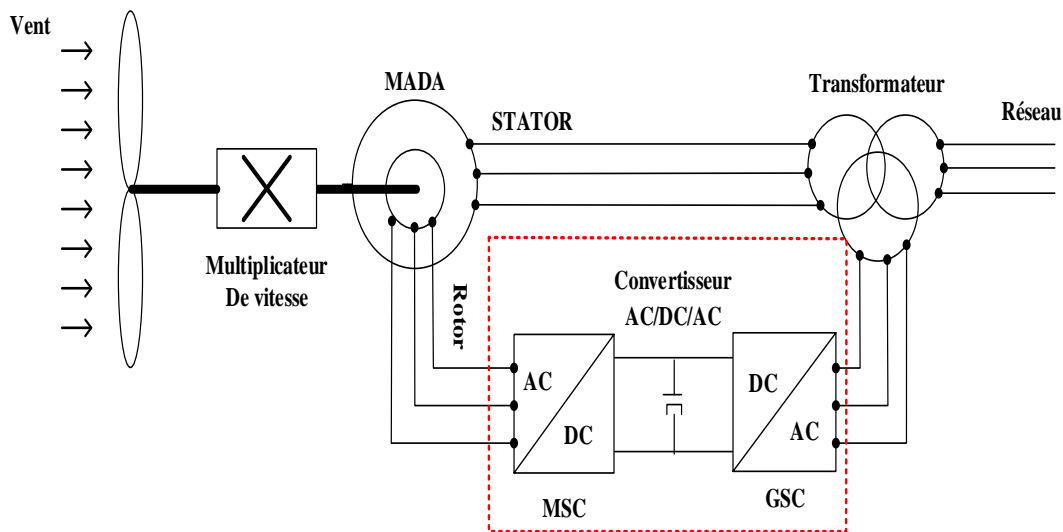 Vent
MADA
STATOR
Transformateur
Réseau
Multiplicateur
De vitesse
Rotor
Convertisseur
AC/DC/AC
AC
DC
DC
AC
MSC
GSC